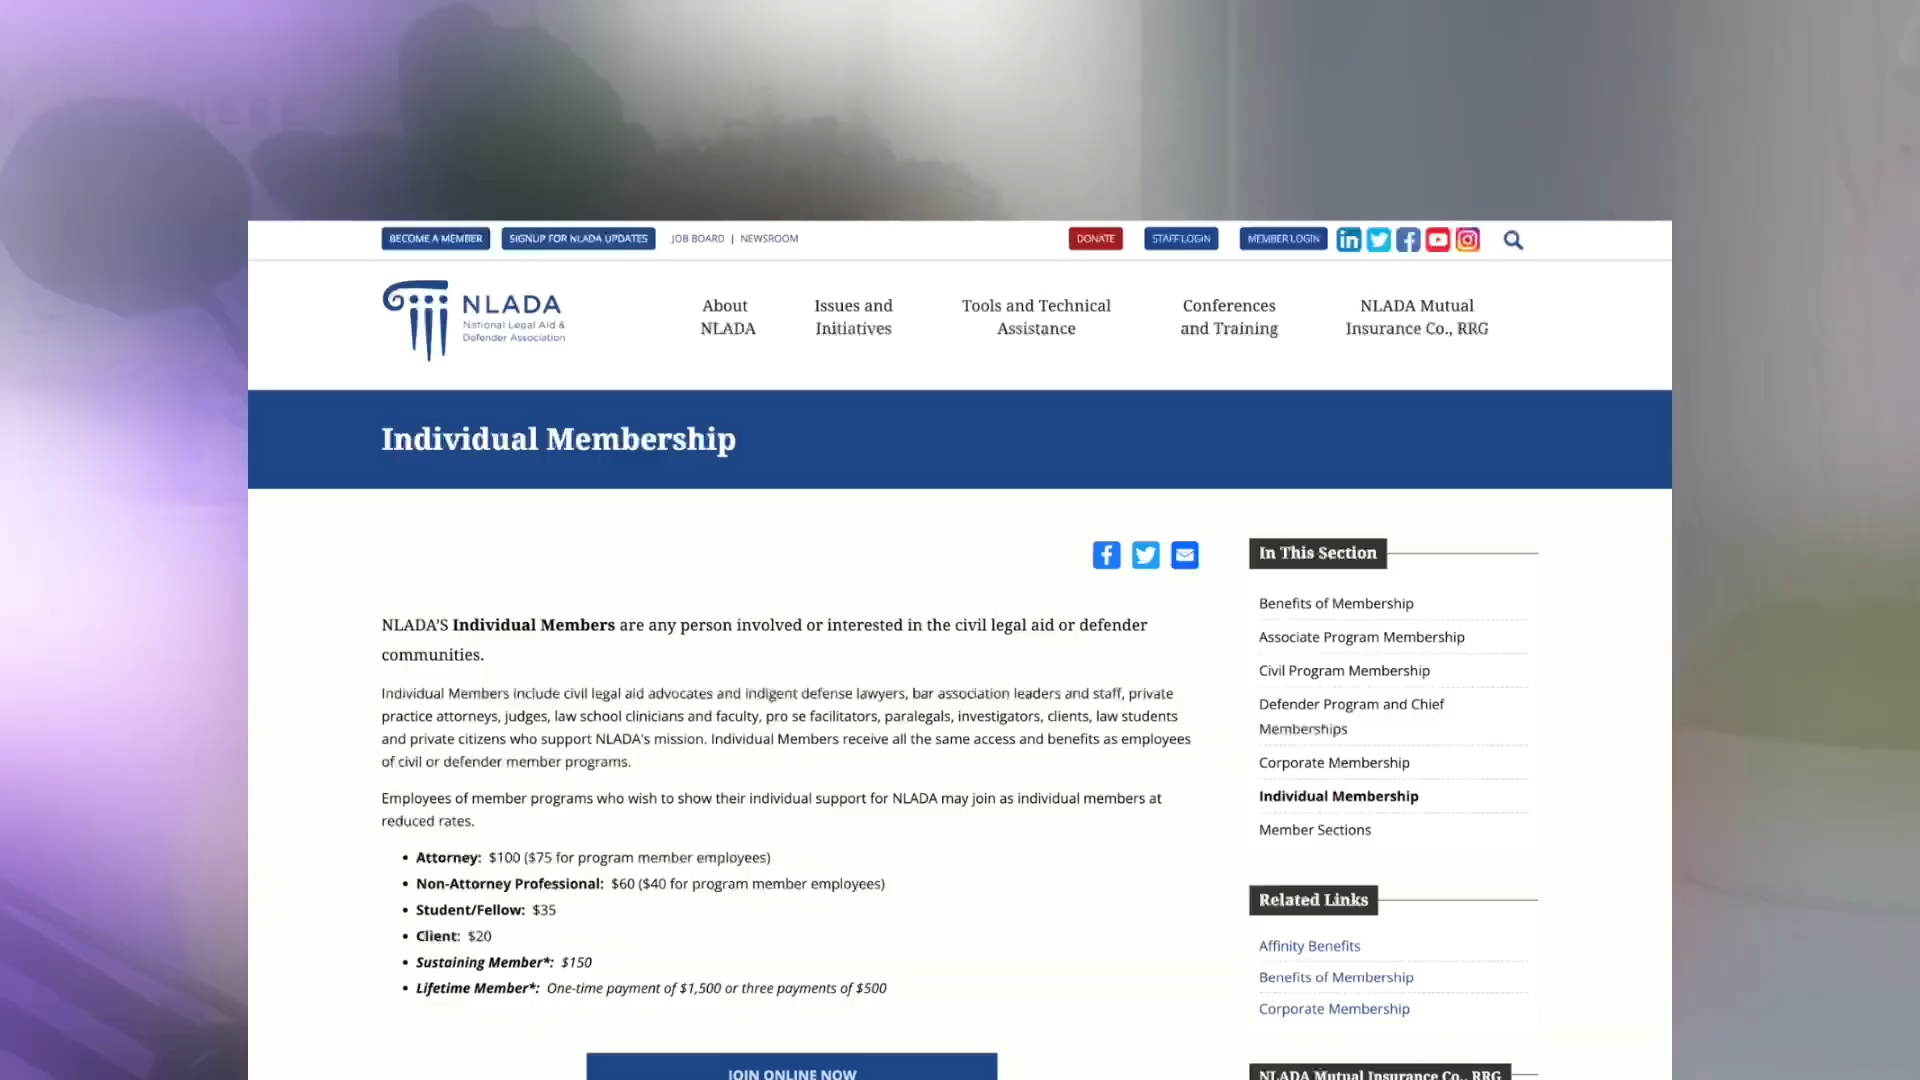 BECOME A MEMBER
SIGNUP FOR NLADA UPDATES
JOB BOARD | NEWSROOM
DONATE
STAFF LOGIN
MEMBER LOGIN
NLADA
National Legal Aid &
Defender Association
About
NLADA
Issues and
Initiatives
Tools and Technical
Assistance
Conferences
and Training
NLADA Mutual
Insurance Co., RRG
Individual Membership
NLADA'S Individual Members are any person involved or interested in the civil legal aid or defender
communities.
Individual Members include civil legal aid advocates and indigent defense lawyers, bar association leaders and staff, private
practice attorneys, judges, law school clinicians and faculty, pro se facilitators, paralegals, investigators, clients, law students
and private citizens who support NLADA's mission. Individual Members receive all the same access and benefits as employees
of civil or defender member programs.
Employees of member programs who wish to show their individual support for NLADA may join as individual members at
reduced rates.
• Attorney: $100 ($75 for program member employees)
• Non-Attorney Professional: $60 ($40 for program member employees)
• Student/Fellow: $35
• Client: $20
• Sustaining Member*: $150
• Lifetime Member*: One-time payment of $1,500 or three payments of $500
JOIN ONLINE NOW
In This Section
Benefits of Membership
Associate Program Membership
Civil Program Membership
Defender Program and Chief
Memberships
Corporate Membership
Individual Membership
Member Sections
Related Links
Affinity Benefits
Benefits of Membership
Corporate Membership
NLADA Mutual Insurance Co., RRG